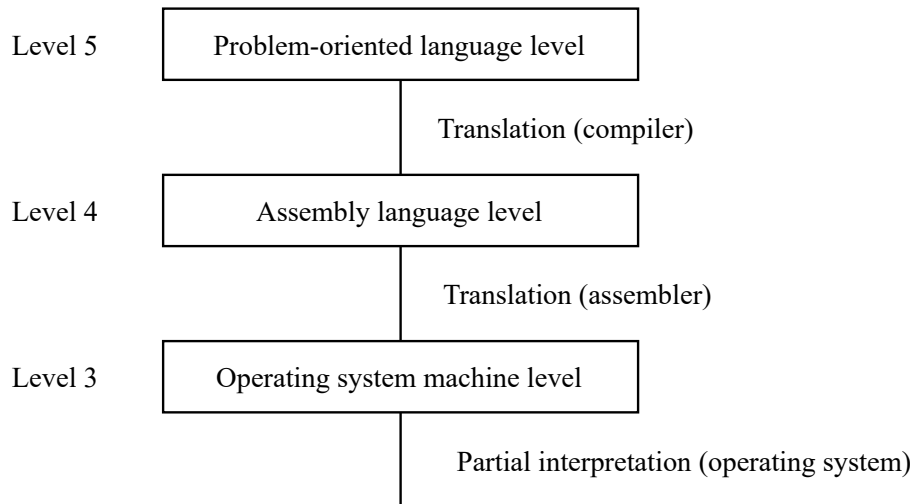 Level 5
Problem-oriented language level
Translation (compiler)
Level 4
Assembly language level
Translation (assembler)
Level 3
Operating system machine level
Partial interpretation (operating system)